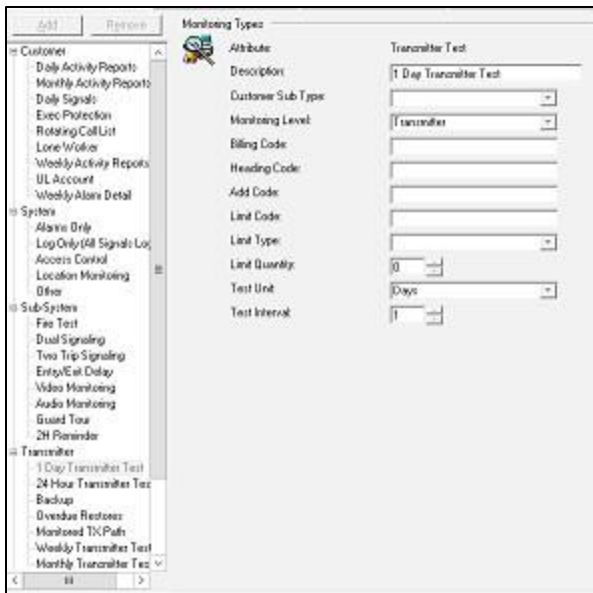 Add Remove
Customer
Daily Activity Reports
Monthly Activity Reports
Daily Signals
Exec Protection
Rotating Call List
Lone Worker
Weekly Activity Reports
UL Account
Weekly Alarm Detail
System
Alarms Only
Log Only (All Signals Log
Access Control
Location Monitoring
Other
Sub-System
Fire Test
Dual Signaling
Two Trip Signaling
Entry/Exit Delay
Video Monitoring
Audio Monitoring
Guard Tour
2H Reminder
Transmitter
1 Day Transmitter Test
24 Hour Transmitter Tes
Backup
Overdue Restores
Monitored TX Path
Weekly Transmitter Test
Monthly Transmitter Tes
Monitoring Types
Attribute: Transmitter Test
Description: 1 Day Transmitter Test
Customer Sub Type:
Monitoring Level: Transmitter
Billing Code:
Heading Code:
Add Code:
Limit Code:
Limit Type:
Limit Quantity: 0
Test Unit: Days
Test Interval: 1